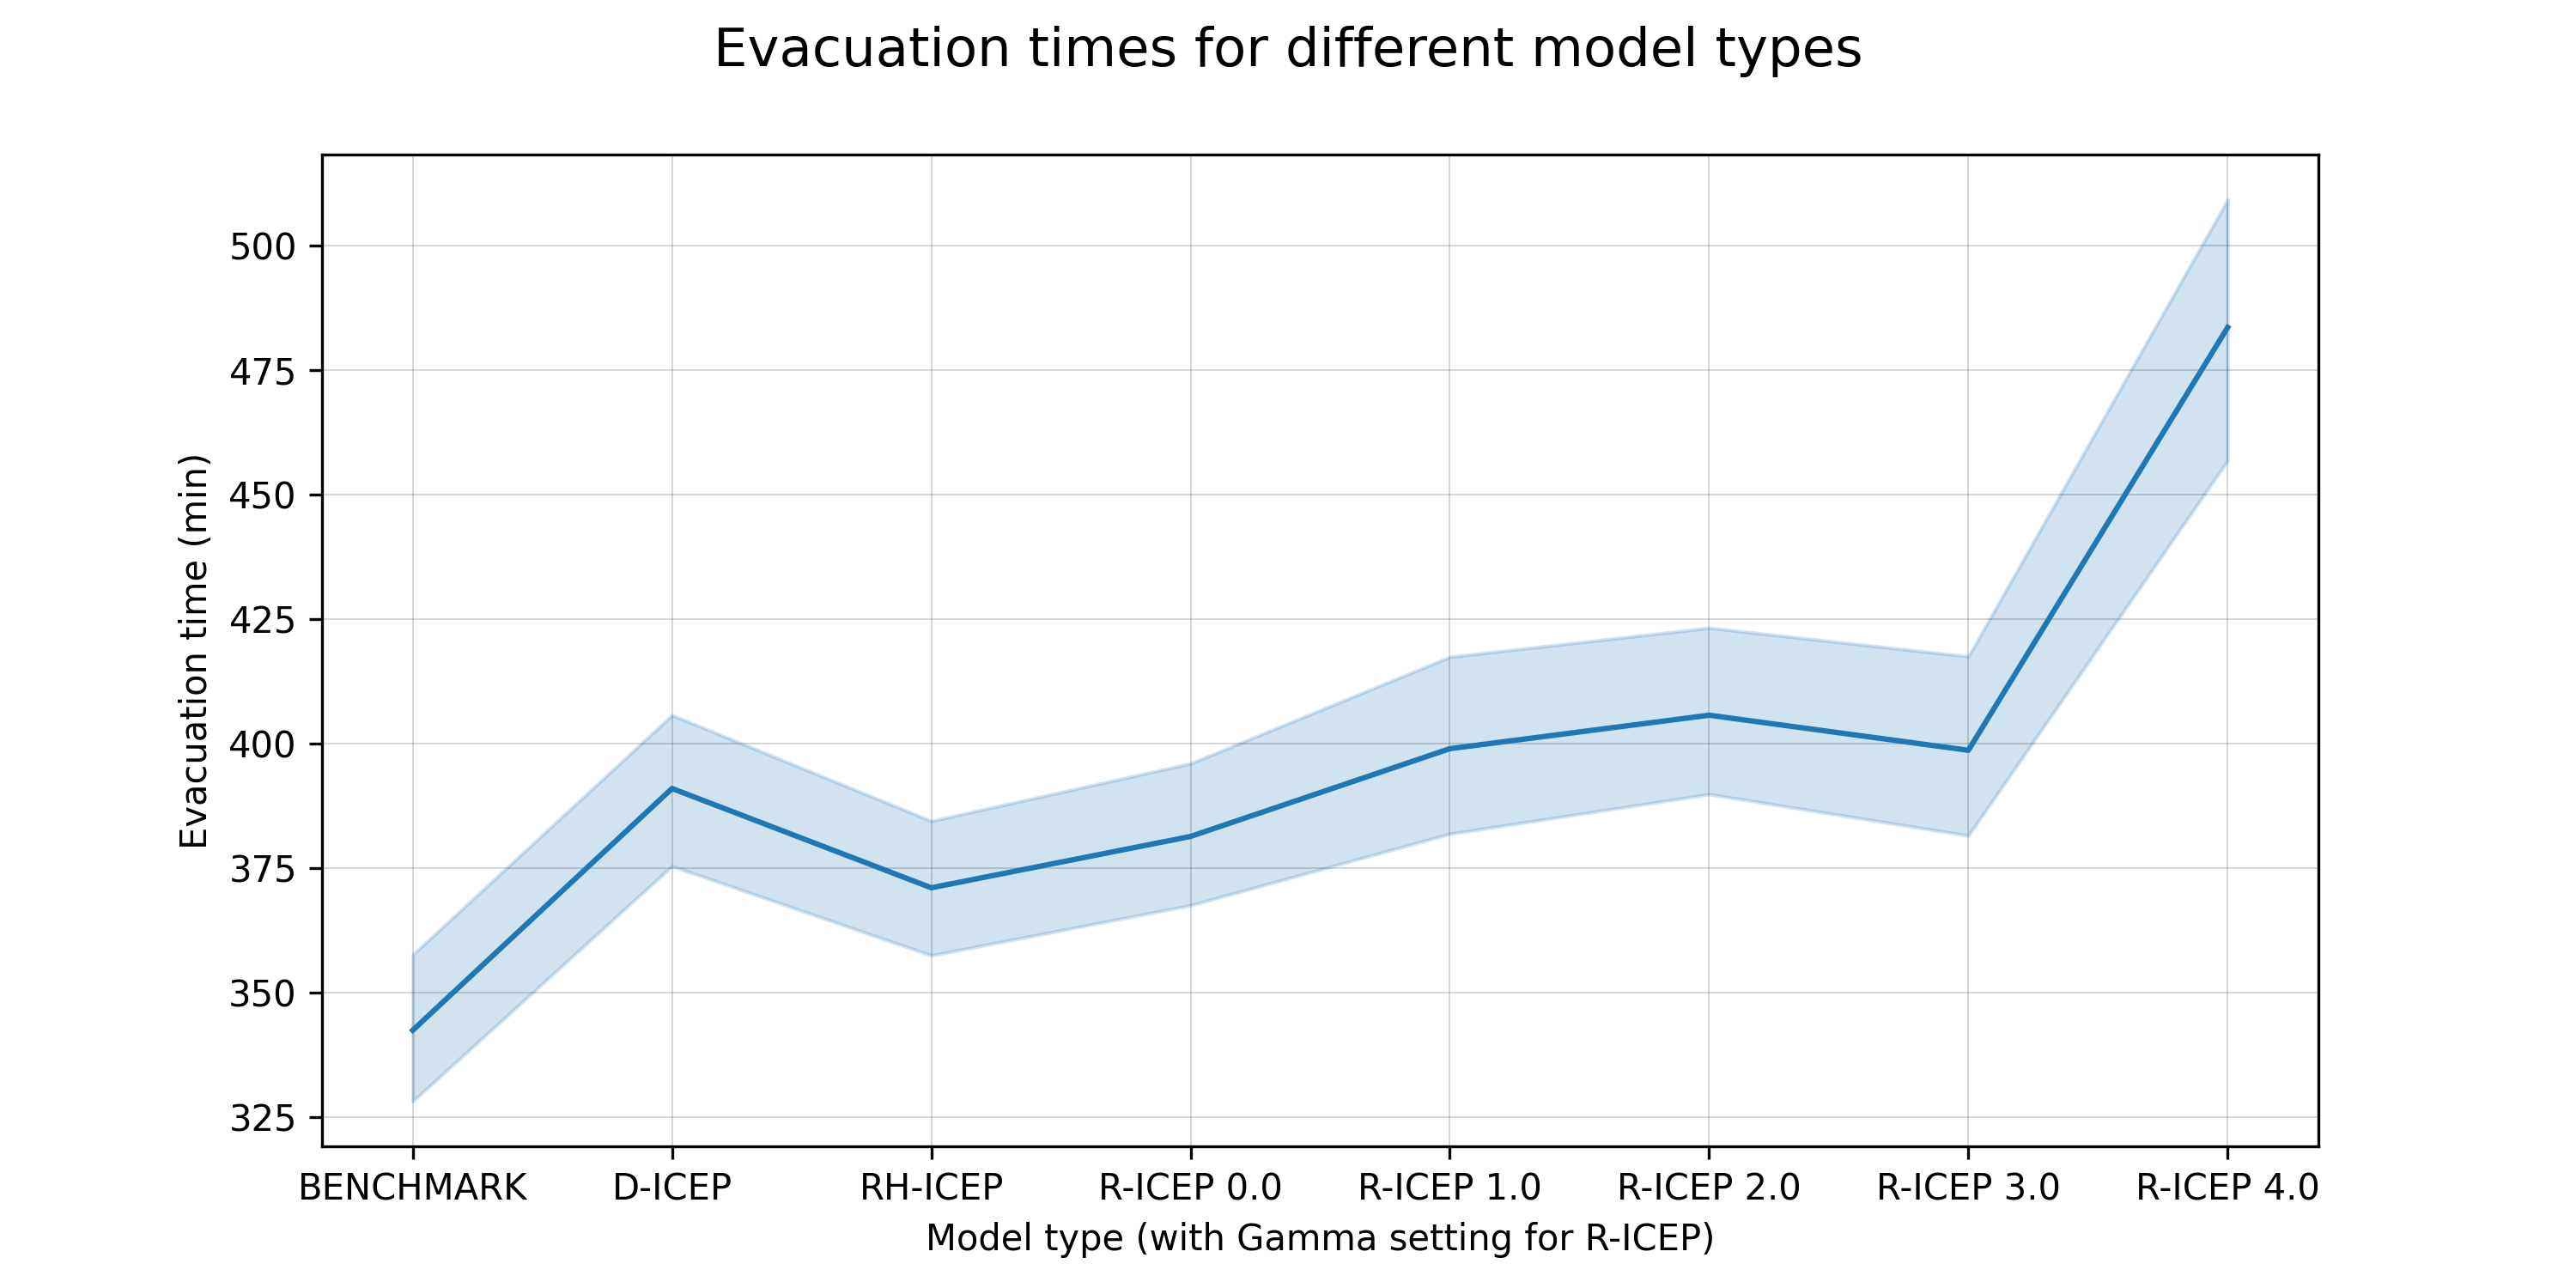 Evacuation times for different model types
500
475
450
425
400
375
350
325
Evacuation time (min)
BENCHMARK D-ICEP RH-ICEP R-ICEP 0.0 R-ICEP 1.0 R-ICEP 2.0 R-ICEP 3.0 R-ICEP 4.0
Model type (with Gamma setting for R-ICEP)